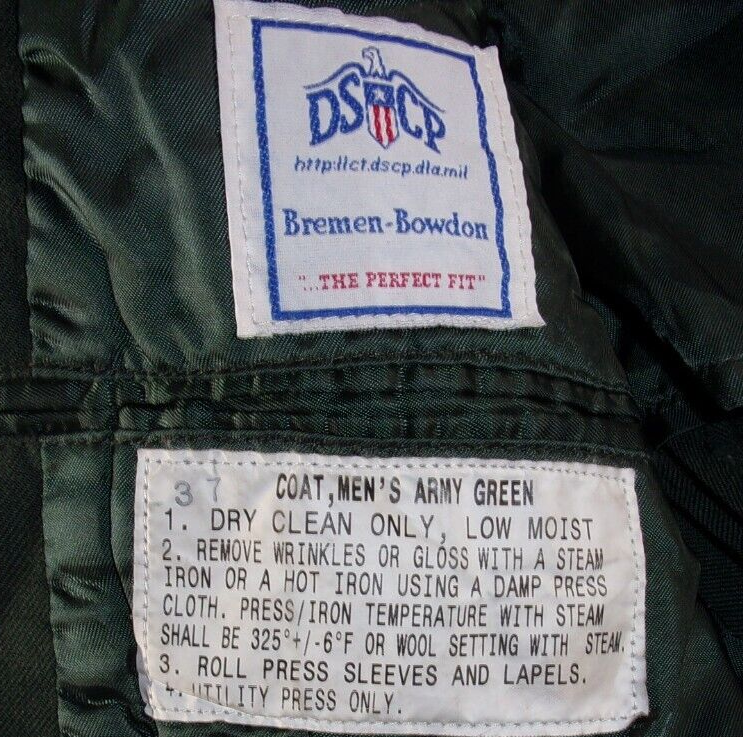 DSCP
http://ct.dscp.dla.mil
Bremen-Bowdon
"...THE PERFECT FIT"
37 COAT,MEN'S ARMY GREEN
1. DRY CLEAN ONLY, LOW MOIST
2. REMOVE WRINKLES OR GLOSS WITH A STEAM
IRON OR A HOT IRON USING A DAMP PRESS
CLOTH. PRESS/IRON TEMPERATURE WITH STEAM
SHALL BE 325°+/-6°F OR WOOL SETTING WITH STEAM.
3. ROLL PRESS SLEEVES AND LAPELS.
4. UTILITY PRESS ONLY.